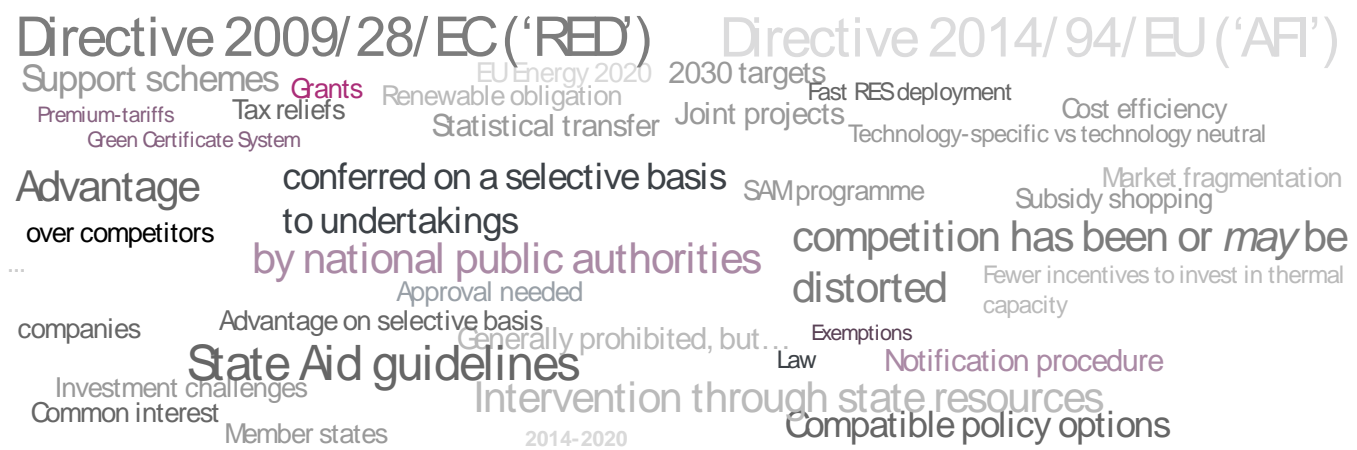 Directive 2009/28/EC (‘RED’)
Directive 2014/94/EU (‘AFI’)
Support schemes
Grants
EU Energy 2020
2030 targets
Fast RES deployment
Premium-tariffs
Tax reliefs
Renewable obligation
Statistical transfer
Joint projects
Cost efficiency
Green Certificate System
Technology-specific vs technology neutral
Advantage
conferred on a selective basis
SAM programme
Market fragmentation
Subsidy shopping
over competitors
to undertakings
by national public authorities
competition has been or may be
distorted
Fewer incentives to invest in thermal
capacity
...
Approval needed
companies
Advantage on selective basis
Generally prohibited, but…
Exemptions
State Aid guidelines
Law
Notification procedure
Investment challenges
Intervention through state resources
Common interest
Compatible policy options
Member states
2014-2020